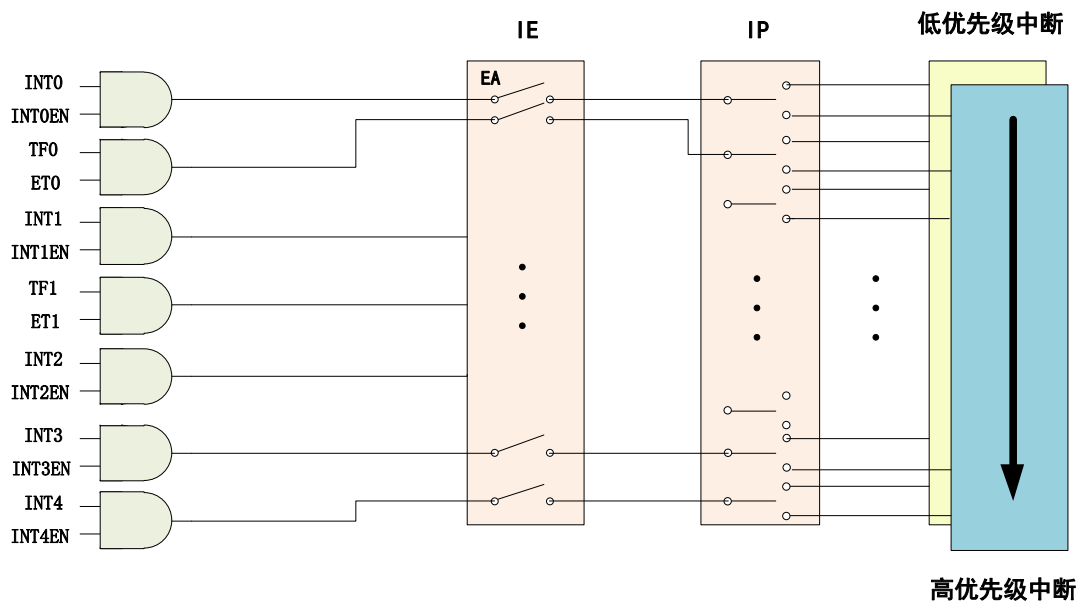 IE
IP
低优先级中断
EA
INT0
INT0EN
TF0
ET0
INT1
INT1EN
TF1
ET1
INT2
INT2EN
INT3
INT3EN
INT4
INT4EN
高优先级中断